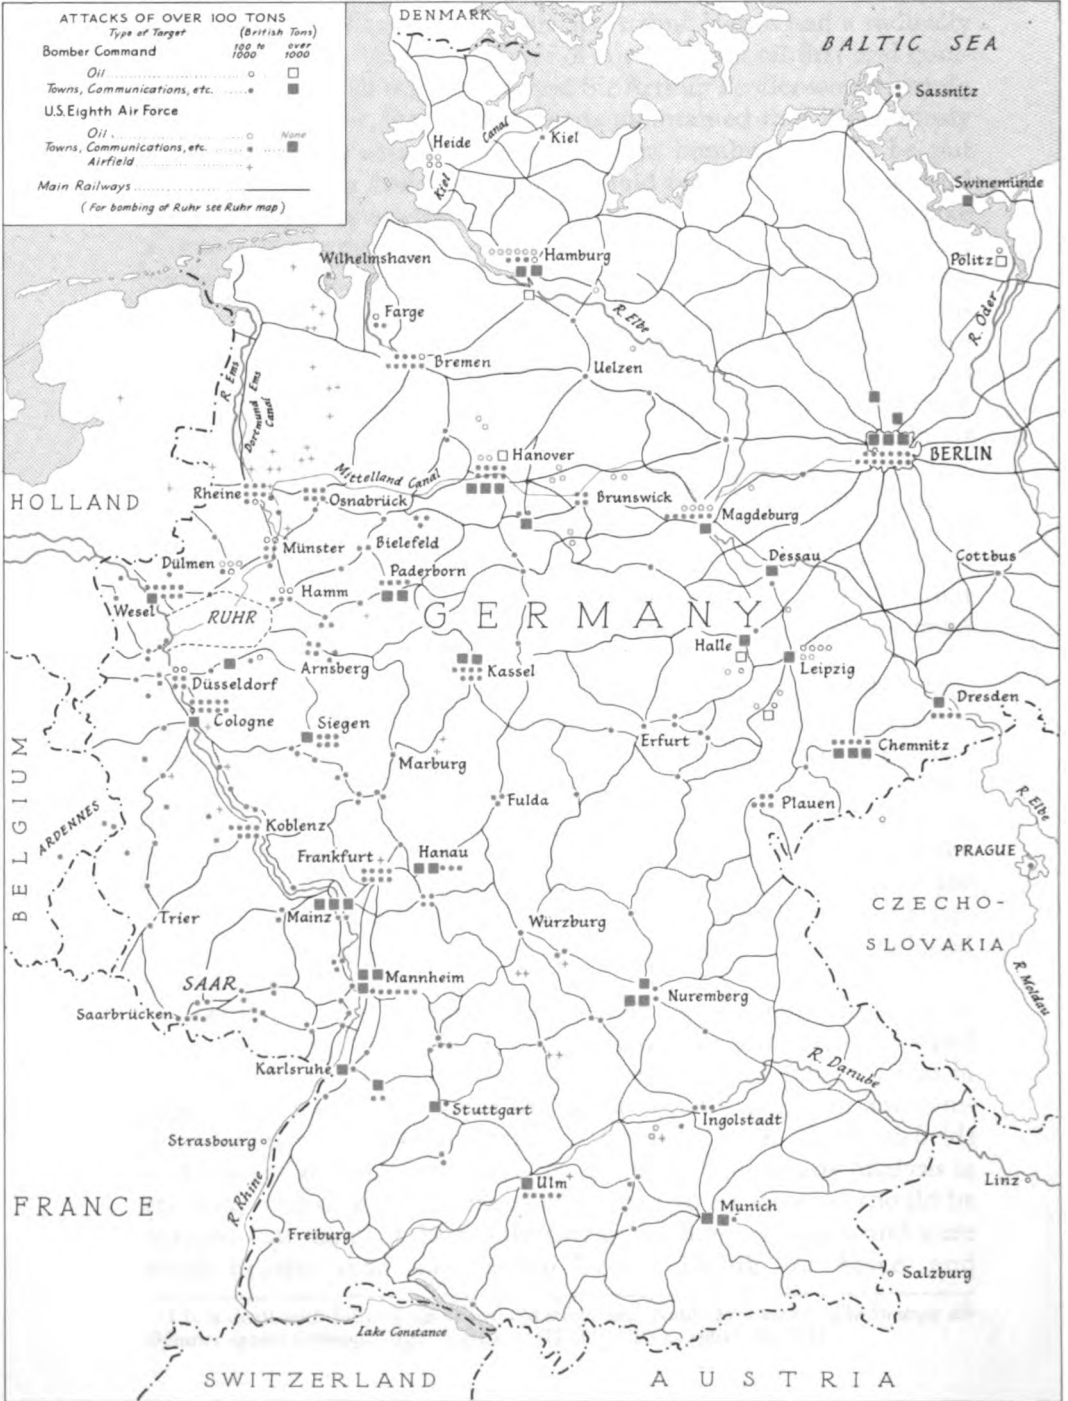 ATTACKS OF OVER 100 TONS
Type of Target (British Tons)
Bomber Command 100 to 1000 over 1000
Oil
Towns, Communications, etc.
U.S. Eighth Air Force
Oil None
Towns, Communications, etc.
Airfield
Main Railways
(For bombing of Ruhr see Ruhr map)
DENMARK
BALTIC SEA
Sassnitz
Kiel
Heide
Kiel Canal
Swinemünde
Wilhelmshaven
Hamburg
Pölitz
Farge
R. Elbe
R. Oder
Bremen
Uelzen
R. Ems
Dortmund Ems Canal
Hanover
BERLIN
Mittelland Canal
HOLLAND
Rheine
Osnabrück
Brunswick
Magdeburg
Münster
Bielefeld
Dülmen
Paderborn
Dessau
Cottbus
Wesel
Hamm
RUHR
GERMANY
Halle
Arnsberg
Kassel
Leipzig
Düsseldorf
Dresden
Cologne
Siegen
Erfurt
Chemnitz
BELGIUM
Marburg
ARDENNES
Fulda
Plauen
R. Elbe
Koblenz
Frankfurt
Hanau
PRAGUE
Trier
Mainz
Würzburg
CZECHO-
SLOVAKIA
SAAR
Mannheim
R. Moldau
Nuremberg
Saarbrücken
Karlsruhe
R. Danube
Stuttgart
Ingolstadt
Strasbourg
Ulm
Linz
FRANCE
R. Rhine
Munich
Freiburg
Salzburg
Lake Constance
SWITZERLAND
AUSTRIA